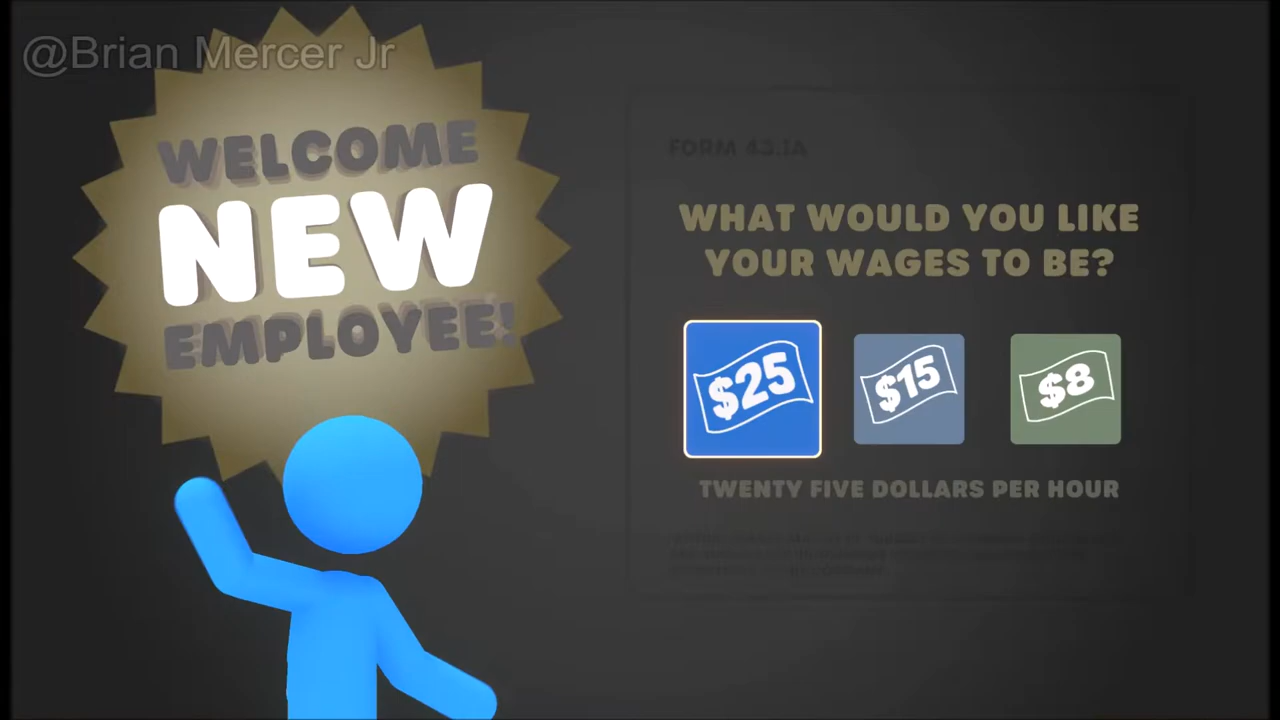 @Brian Mercer Jr
WELCOME
NEW
EMPLOYEE!
FORM 43.1A
WHAT WOULD YOU LIKE
YOUR WAGES TO BE?
$25
$15
$8
TWENTY FIVE DOLLARS PER HOUR